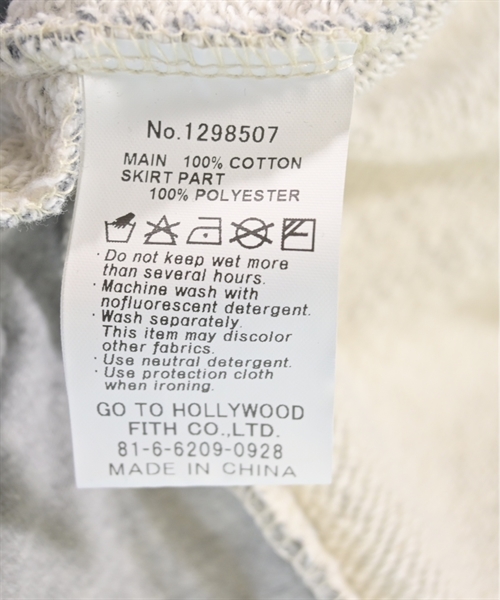 No.1298507
MAIN 100% COTTON
SKIRT PART
100% POLYESTER
· Do not keep wet more
than several hours.
· Machine wash with
nofluorescent detergent.
· Wash separately.
This item may discolor
other fabrics.
· Use neutral detergent.
· Use protection cloth
when ironing.
GO TO HOLLYWOOD
FITH CO.,LTD.
81-6-6209-0928
MADE IN CHINA